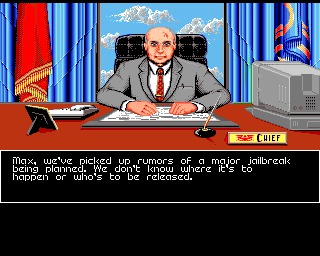 CHIEF
Max, we've picked up rumors of a major jailbreak
being planned. We don't know where it's to
happen or who's to be released.